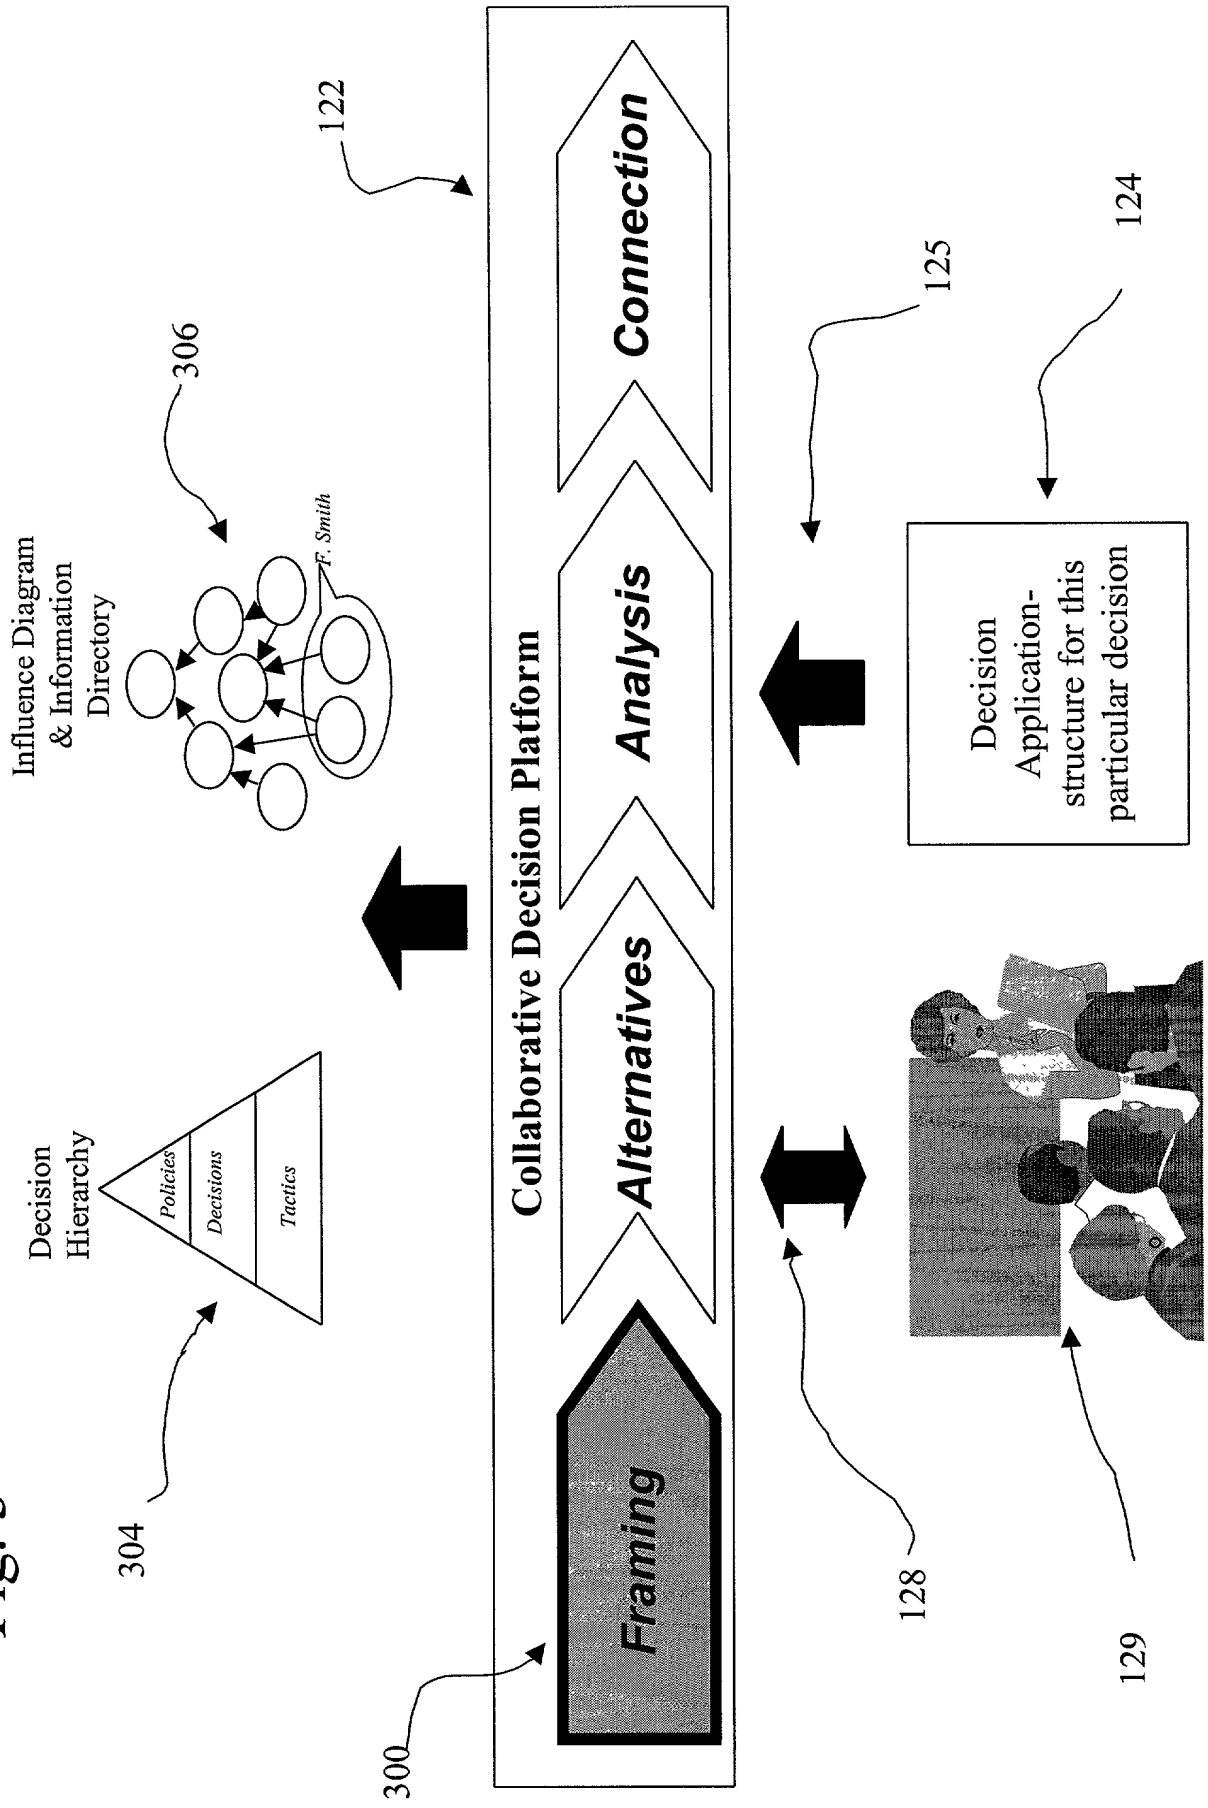 Fig.
Decision
Hierarchy
Influence Diagram
& Information
Directory
304
Policies
Decisions
Tactics
306
F. Smith
122
300
Collaborative Decision Platform
Framing
Alternatives
Analysis
Connection
128
125
129
Decision
Application-
structure for this
particular decision
124